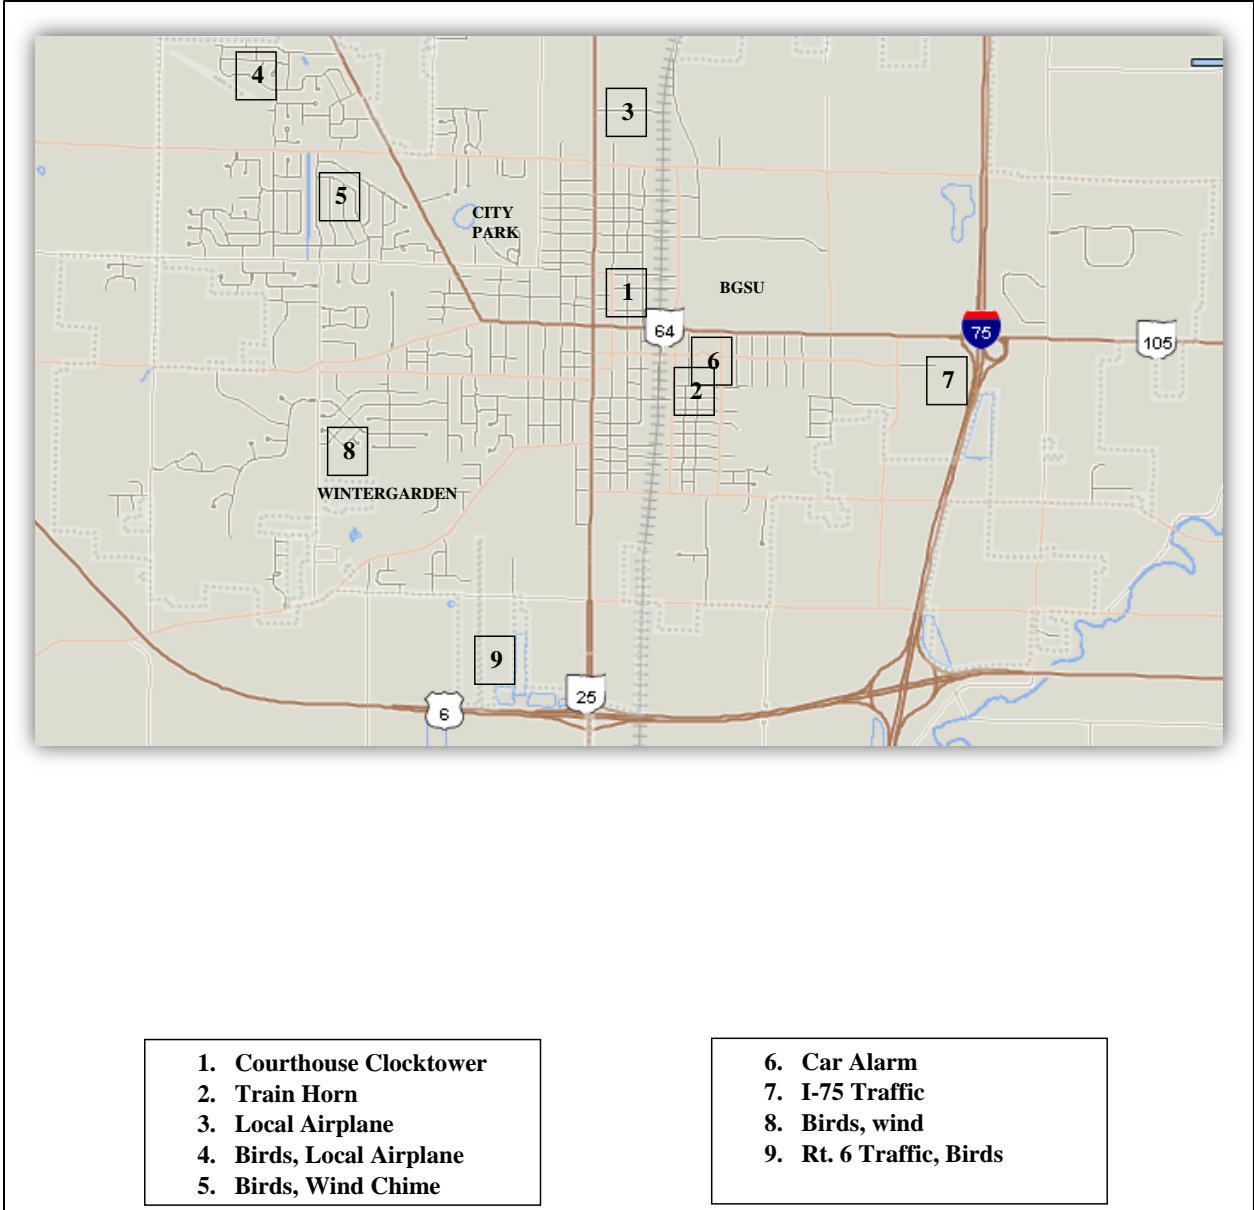 4
3
5
CITY
PARK
1
BGSU
64
75
105
6
7
2
8
WINTERGARDEN
9
25
6
1. Courthouse Clocktower
2. Train Horn
3. Local Airplane
4. Birds, Local Airplane
5. Birds, Wind Chime
6. Car Alarm
7. I-75 Traffic
8. Birds, wind
9. Rt. 6 Traffic, Birds